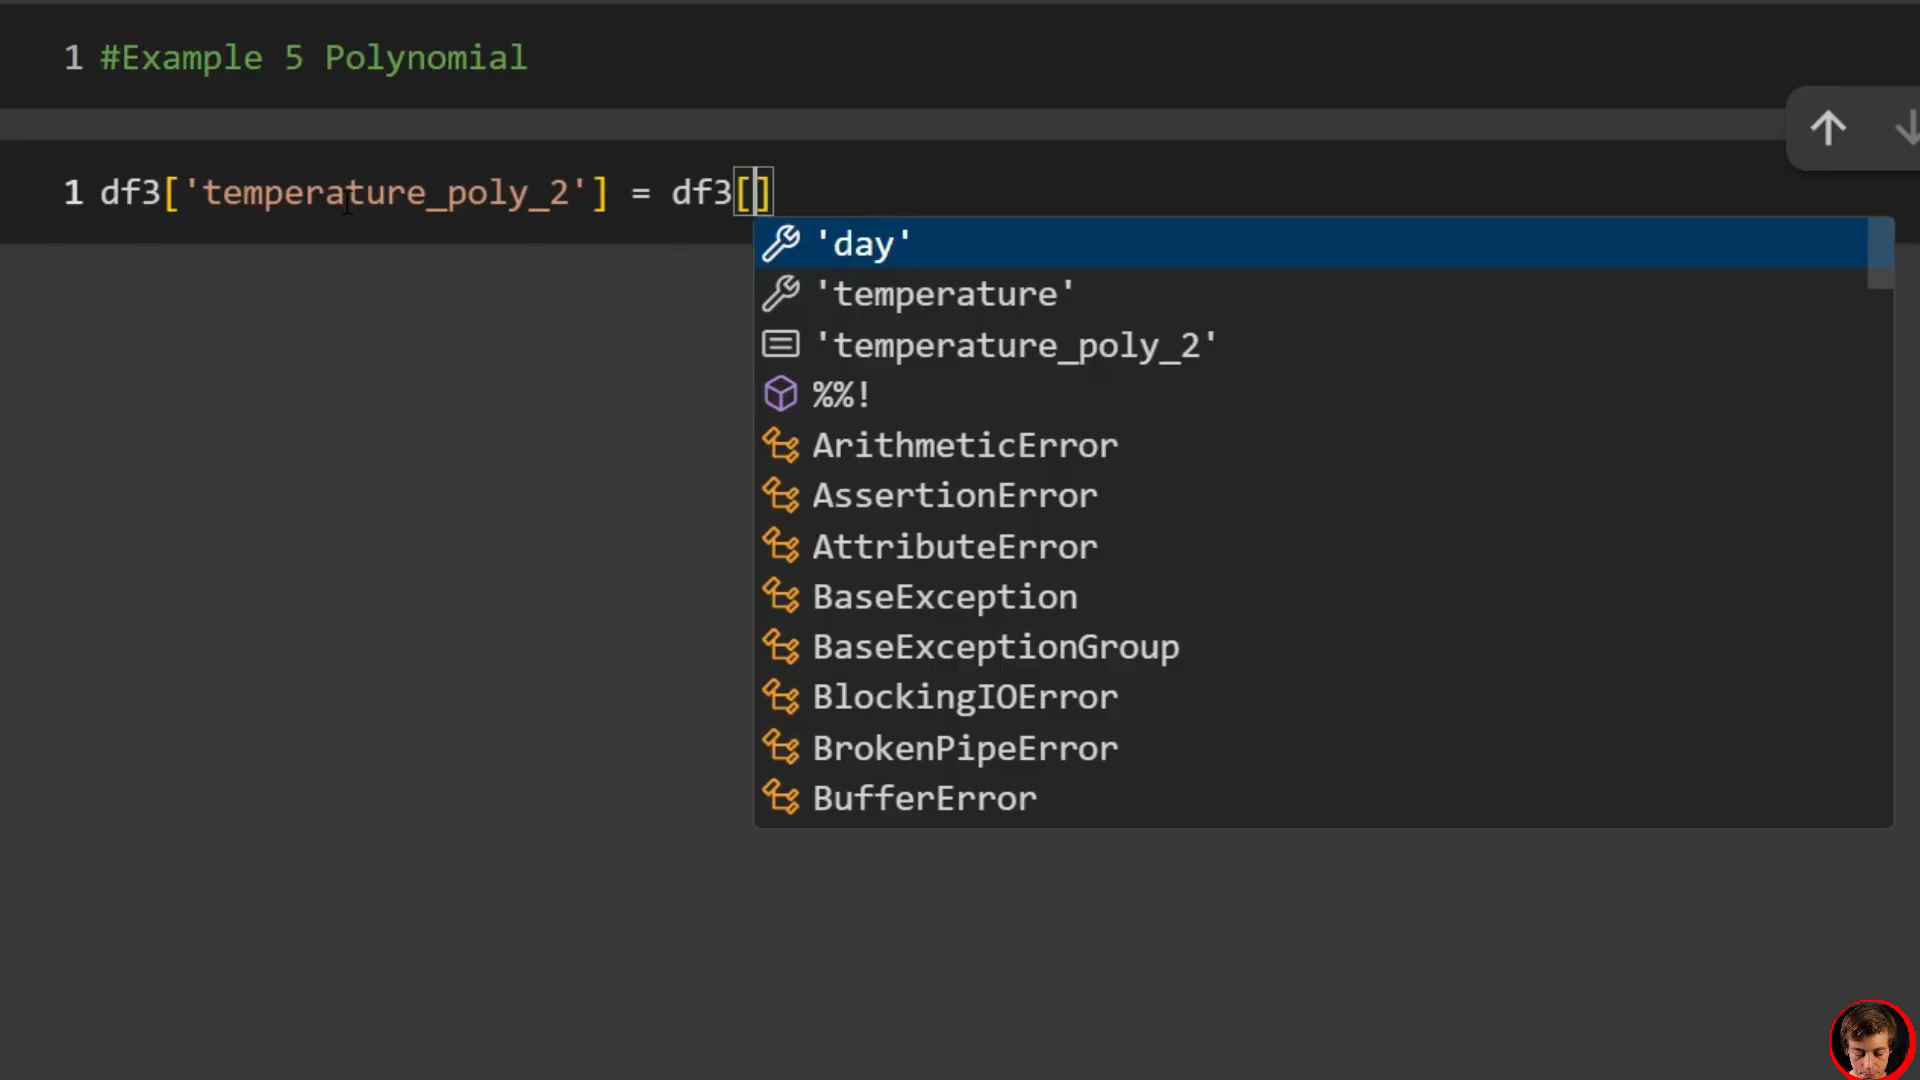 1 #Example 5 Polynomial
1 df3['temperature_poly_2'] = df3[]
'day'
'temperature'
'temperature_poly_2'
%%!
ArithmeticError
AssertionError
AttributeError
BaseException
BaseExceptionGroup
BlockingIOError
BrokenPipeError
BufferError